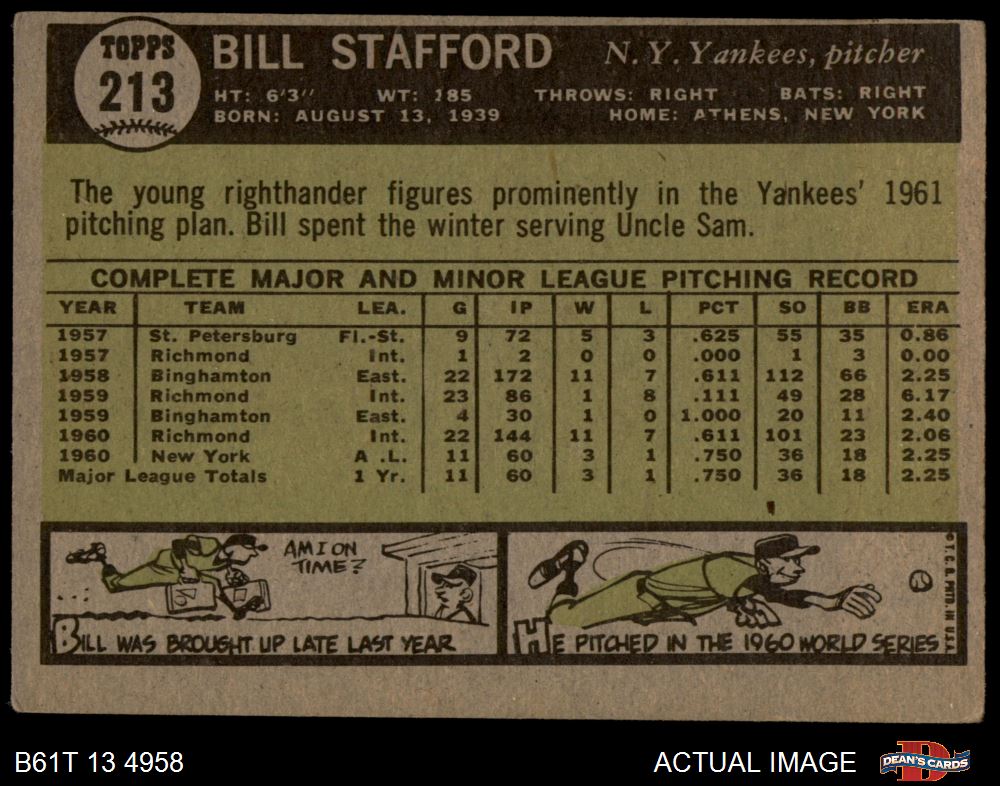 TOPPS
213
BILL STAFFORD N. Y. Yankees, pitcher
HT: 6'3" WT: 185 THROWS: RIGHT BATS: RIGHT
BORN: AUGUST 13, 1939 HOME: ATHENS, NEW YORK
The young righthander figures prominently in the Yankees' 1961
pitching plan. Bill spent the winter serving Uncle Sam.
COMPLETE MAJOR AND MINOR LEAGUE PITCHING RECORD
YEAR TEAM LEA. G IP W L PCT SO BB ERA
1957 St. Petersburg Fl.-St. 9 72 5 3 .625 55 35 0.86
1957 Richmond Int. 1 2 0 0 .000 1 3 0.00
1958 Binghamton East. 22 172 11 7 .611 112 66 2.25
1959 Richmond Int. 23 86 1 8 .111 49 28 6.17
1959 Binghamton East. 4 30 1 0 1.000 20 11 2.40
1960 Richmond Int. 22 144 11 7 .611 101 23 2.06
1960 New York A .L. 11 60 3 1 .750 36 18 2.25
Major League Totals 1 Yr. 11 60 3 1 .750 36 18 2.25
AM I ON
TIME?
BILL WAS BROUGHT UP LATE LAST YEAR
HE PITCHED IN THE 1960 WORLD SERIES
© T. C. G. PRTD. IN U.S.A.
B61T 13 4958 ACTUAL IMAGE
DEAN'S CARDS